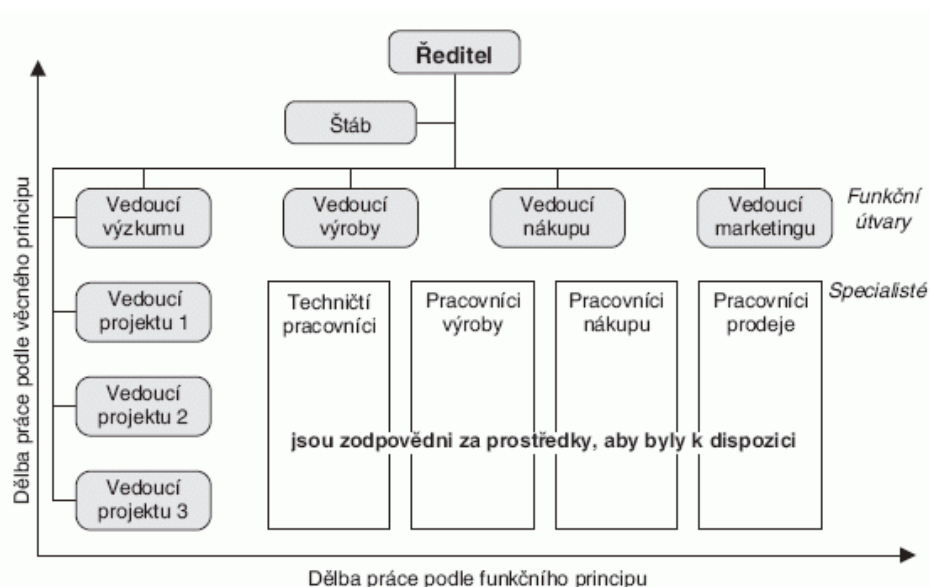 Ředitel
Štáb
Vedoucí
výzkumu
Vedoucí
výroby
Vedoucí
nákupu
Vedoucí
marketingu
Funkční
útvary
Vedoucí
projektu 1
Techničtí
pracovníci
Pracovníci
výroby
Pracovníci
nákupu
Pracovníci
prodeje
Specialisté
Vedoucí
projektu 2
jsou zodpovědni za prostředky, aby byly k dispozici
Vedoucí
projektu 3
Dělba práce podle věcného principu
Dělba práce podle funkčního principu